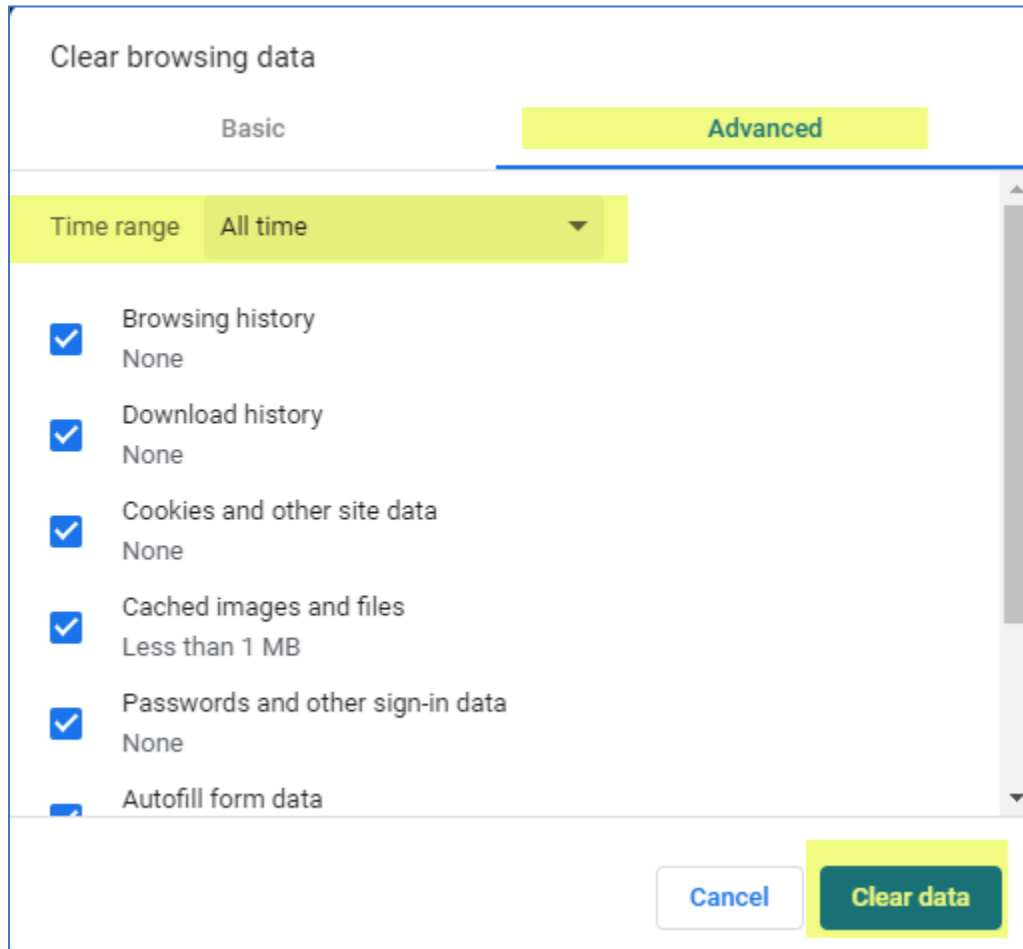 Clear browsing data
Basic
Advanced
Time range
All time
Browsing history
None
Download history
None
Cookies and other site data
None
Cached images and files
Less than 1 MB
Passwords and other sign-in data
None
Autofill form data
Cancel
Clear data